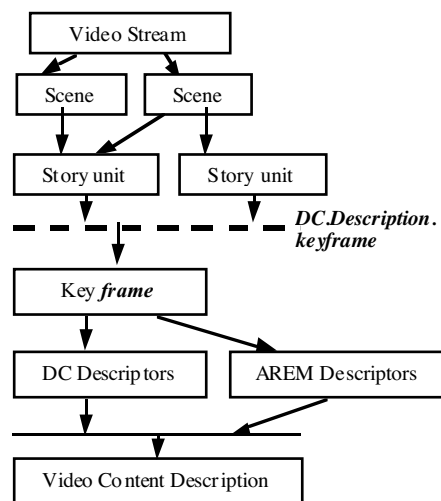 Video Stream
Scene
Scene
Story unit
Story unit
DC.Description.
keyframe
Key frame
DC Descriptors
AREM Descriptors
Video Content Description